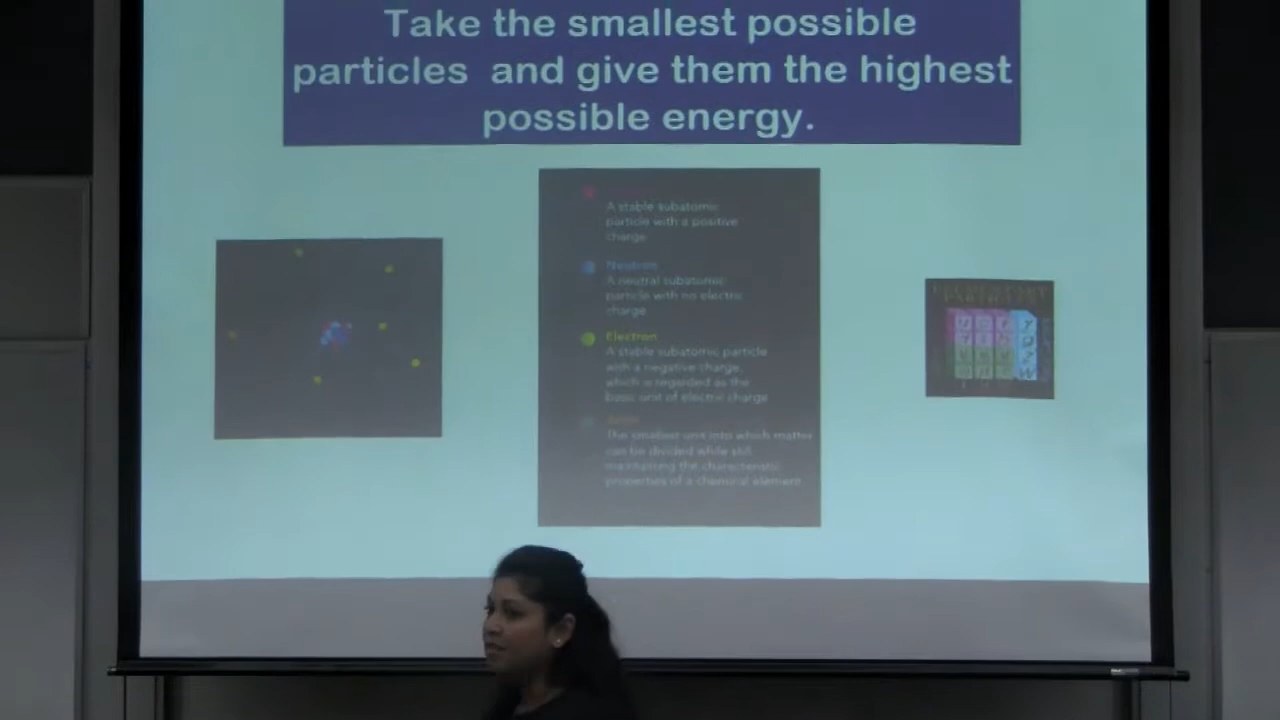 Take the smallest possible
particles and give them the highest
possible energy.
A stable subatomic
particle with a positive
charge
Neutron
A neutral subatomic
particle with no electric
charge
Electron
A stable subatomic particle
with a negative charge,
which is regarded as the
basic unit of electric charge
Atom
The smallest unit into which matter
can be divided while still
maintaining the characteristic
properties of a chemical element